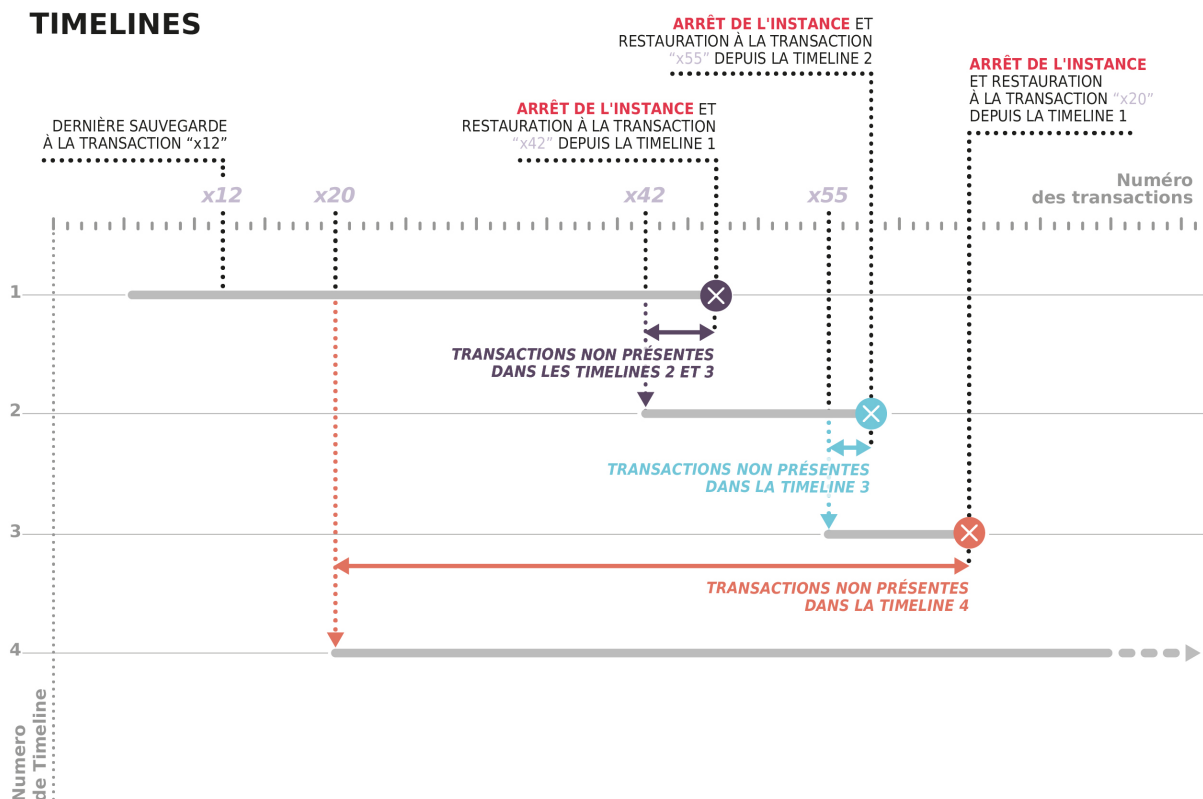 TIMELINES
ARRÊT DE L'INSTANCE ET
RESTAURATION À LA TRANSACTION
“x55” DEPUIS LA TIMELINE 2
ARRÊT DE L'INSTANCE
ET RESTAURATION
À LA TRANSACTION “x20”
DEPUIS LA TIMELINE 1
ARRÊT DE L'INSTANCE ET
RESTAURATION À LA TRANSACTION
“x42” DEPUIS LA TIMELINE 1
DERNIÈRE SAUVEGARDE
À LA TRANSACTION “x12”
x12
x20
x42
x55
Numéro
des transactions
1
TRANSACTIONS NON PRÉSENTES
DANS LES TIMELINES 2 ET 3
2
TRANSACTIONS NON PRÉSENTES
DANS LA TIMELINE 3
3
TRANSACTIONS NON PRÉSENTES
DANS LA TIMELINE 4
4
Numero
de Timeline